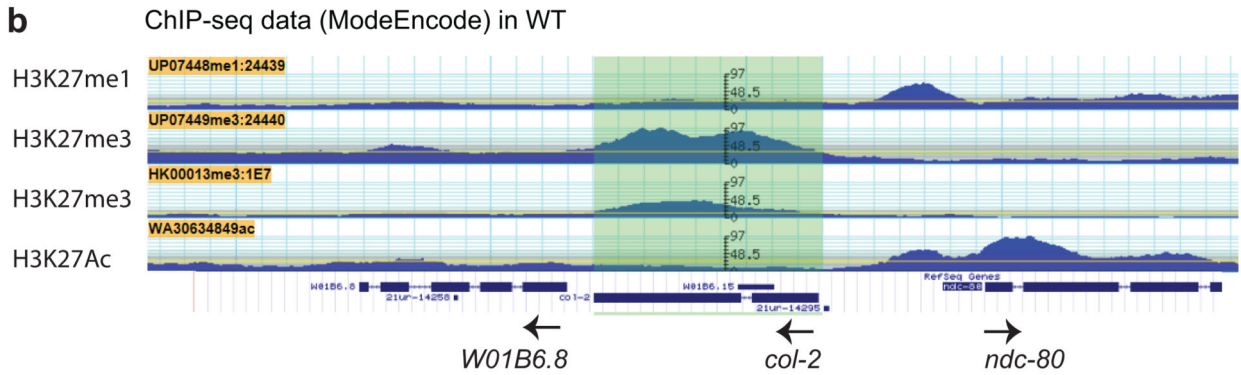 b
ChIP-seq data (ModeEncode) in WT
UP07448me1:24439
H3K27me1
97
48.5
0
UP07449me3:24440
H3K27me3
97
48.5
0
HK00013me3:1E7
H3K27me3
97
48.5
0
WA30634849ac
H3K27Ac
97
48.5
RefSeq Genes
W01B6.8
W01B6.15
ndc-80
21ur-14258
col-2
21ur-14295
W01B6.8
col-2
ndc-80